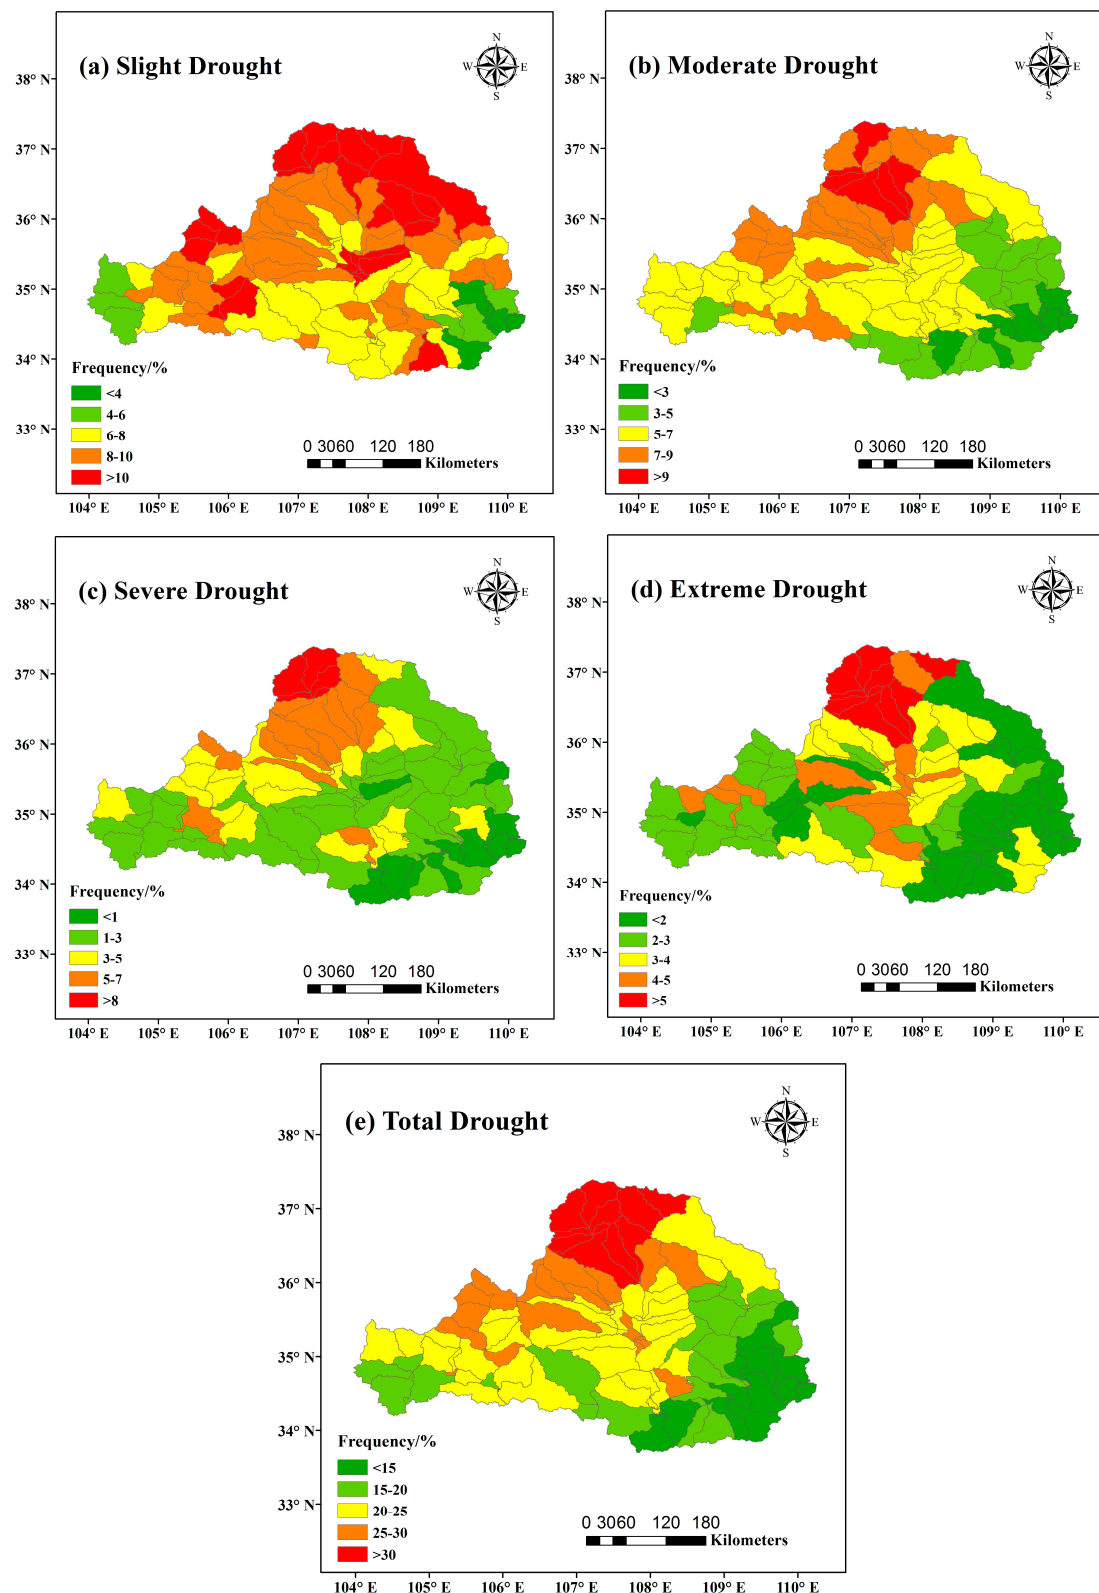 (a) Slight Drought
N
W E
S
38° N
37° N
36° N
35° N
34° N
33° N
Frequency/%
<4
4-6
6-8
8-10
>10
0 3060 120 180
Kilometers
104° E 105° E 106° E 107° E 108° E 109° E 110° E
(b) Moderate Drought
N
W E
S
38° N
37° N
36° N
35° N
34° N
33° N
Frequency/%
<3
3-5
5-7
7-9
>9
0 3060 120 180
Kilometers
104° E 105° E 106° E 107° E 108° E 109° E 110° E
(c) Severe Drought
N
W E
S
38° N
37° N
36° N
35° N
34° N
33° N
Frequency/%
<1
1-3
3-5
5-7
>8
0 3060 120 180
Kilometers
104° E 105° E 106° E 107° E 108° E 109° E 110° E
(d) Extreme Drought
N
W E
S
38° N
37° N
36° N
35° N
34° N
33° N
Frequency/%
<2
2-3
3-4
4-5
>5
0 3060 120 180
Kilometers
104° E 105° E 106° E 107° E 108° E 109° E 110° E
(e) Total Drought
N
W E
S
38° N
37° N
36° N
35° N
34° N
33° N
Frequency/%
<15
15-20
20-25
25-30
>30
0 3060 120 180
Kilometers
104° E 105° E 106° E 107° E 108° E 109° E 110° E